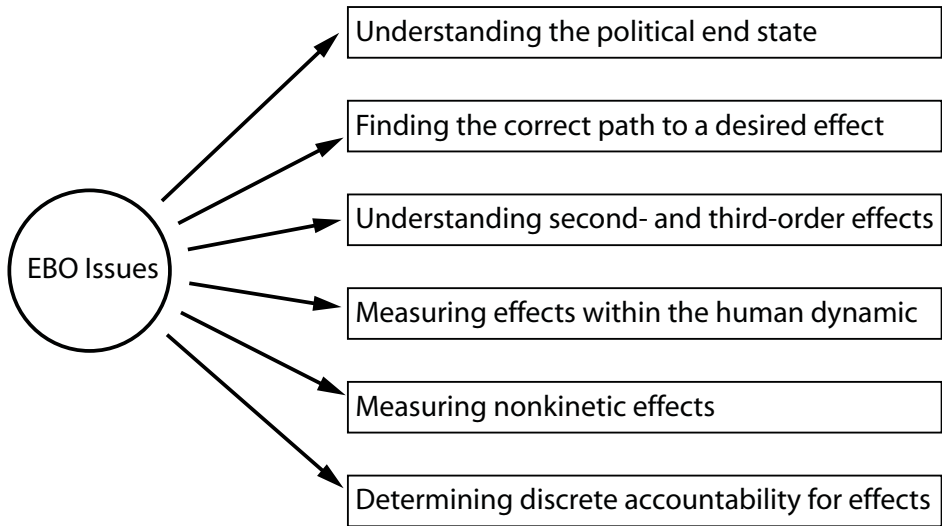 Understanding the political end state
Finding the correct path to a desired effect
Understanding second- and third-order effects
EBO Issues
Measuring effects within the human dynamic
Measuring nonkinetic effects
Determining discrete accountability for effects